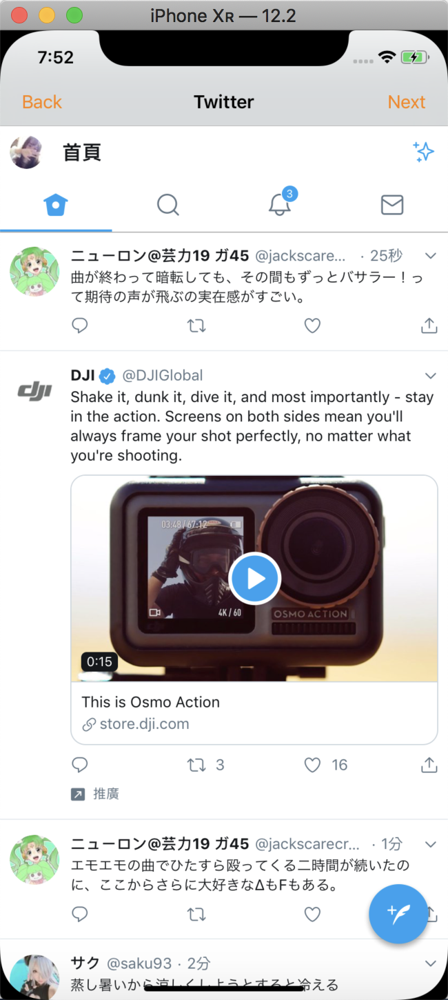 iPhone Xʀ — 12.2
7:52
Back
Twitter
Next
首頁
3
ニューロン@芸力19 ガ45 @jackscare... · 25秒
曲が終わって暗転しても、その間もずっとバサラー！っ
て期待の声が飛ぶの実在感がすごい。
dji
DJI @DJIGlobal
Shake it, dunk it, dive it, and most importantly - stay
in the action. Screens on both sides mean you'll
always frame your shot perfectly, no matter what
you're shooting.
03:48/67:12
4K/60
OSMO ACTION
0:15
This is Osmo Action
store.dji.com
3
16
推廣
ニューロン@芸力19 ガ45 @jackscarecr... · 1分
エモエモの曲でひたすら殴ってくる二時間が続いたの
に、ここからさらに大好きなΔもFもある。
サク @saku93 · 2分
蒸し暑いから涼しくしようとすると冷える